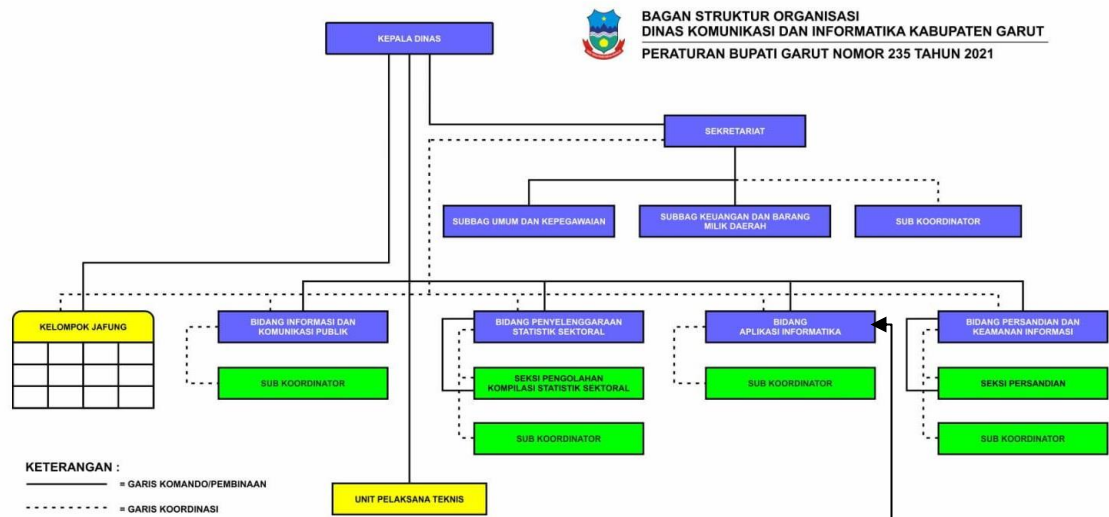 BAGAN STRUKTUR ORGANISASI
DINAS KOMUNIKASI DAN INFORMATIKA KABUPATEN GARUT
PERATURAN BUPATI GARUT NOMOR 235 TAHUN 2021
KEPALA DINAS
SEKRETARIAT
SUBBAG UMUM DAN KEPEGAWAIAN
SUBBAG KEUANGAN DAN BARANG
MILIK DAERAH
SUB KOORDINATOR
KELOMPOK JAFUNG
BIDANG INFORMASI DAN
KOMUNIKASI PUBLIK
BIDANG PENYELENGGARAAN
STATISTIK SEKTORAL
BIDANG
APLIKASI INFORMATIKA
BIDANG PERSANDIAN DAN
KEAMANAN INFORMASI
SUB KOORDINATOR
SEKSI PENGOLAHAN
KOMPILASI STATISTIK SEKTORAL
SUB KOORDINATOR
SEKSI PERSANDIAN
SUB KOORDINATOR
SUB KOORDINATOR
KETERANGAN :
= GARIS KOMANDO/PEMBINAAN
= GARIS KOORDINASI
UNIT PELAKSANA TEKNIS